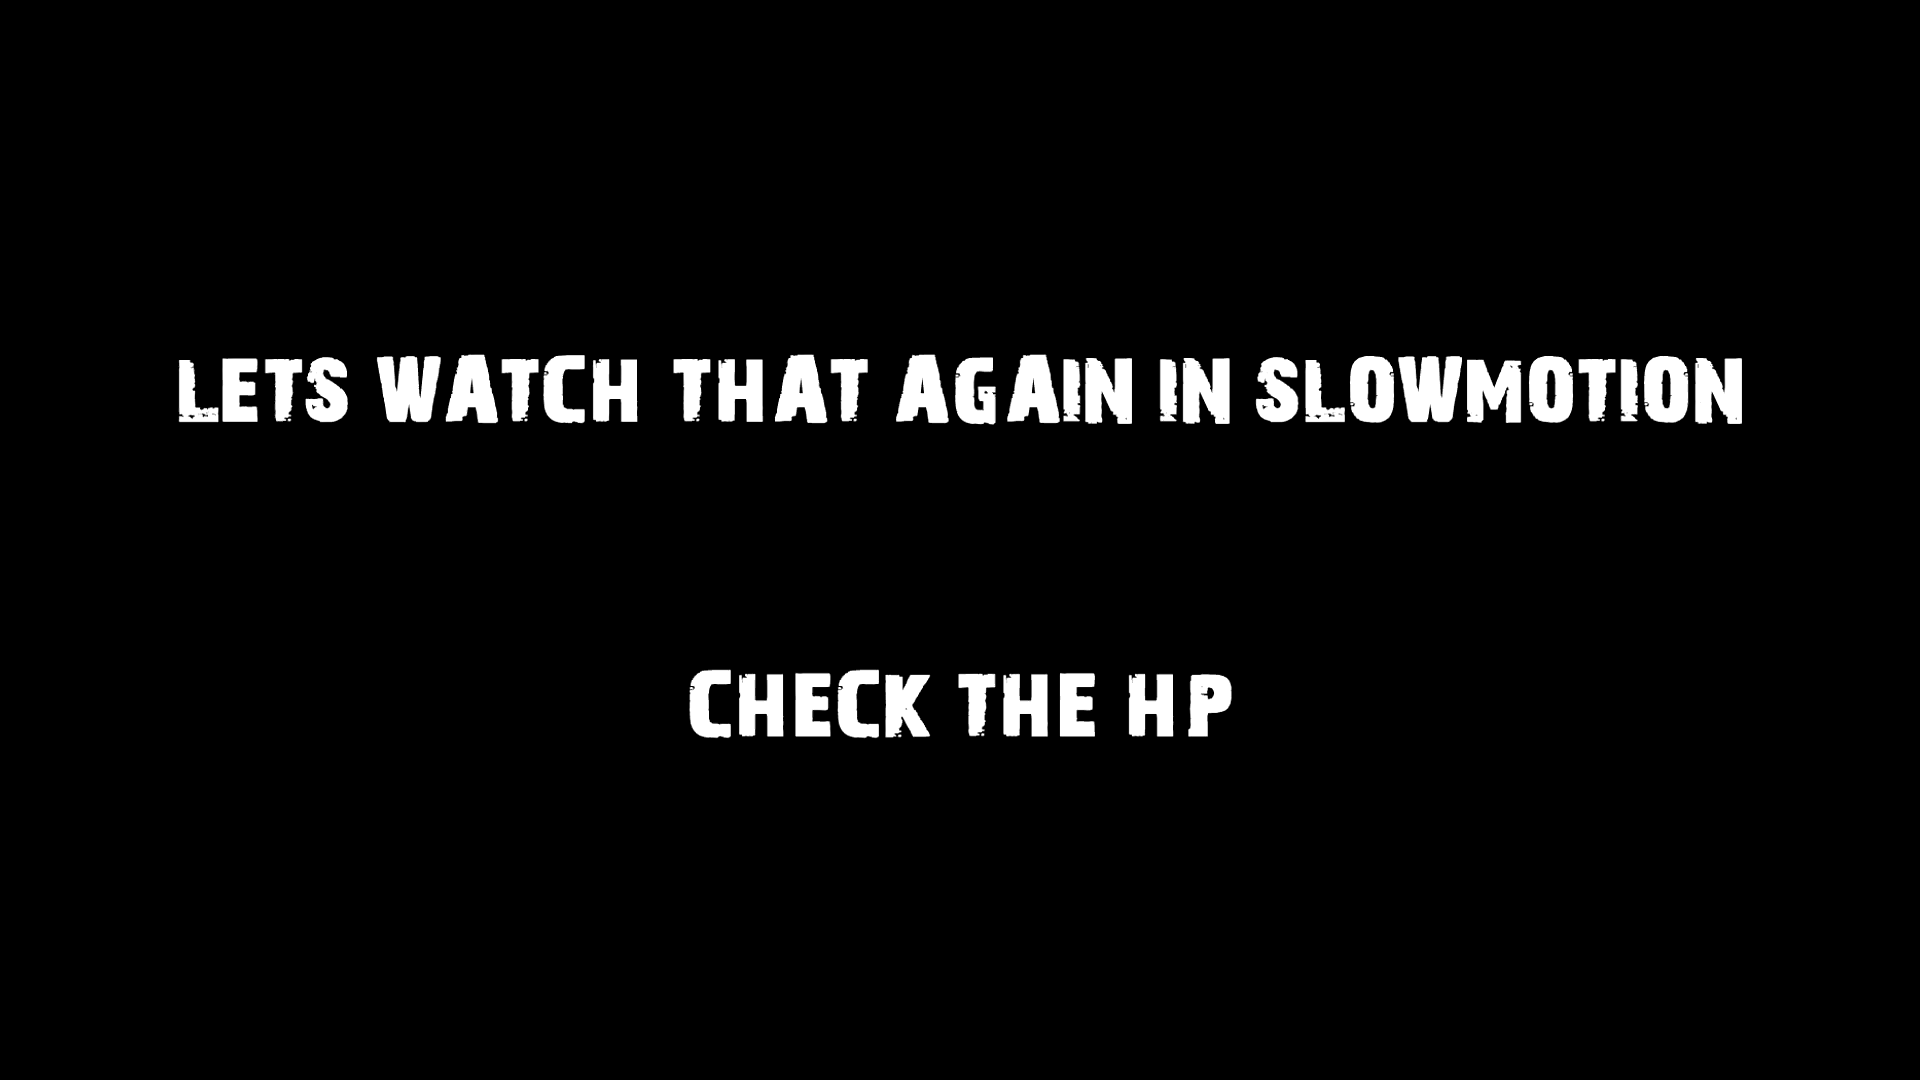 LETS WATCH THAT AGAIN IN SLOWMOTION
CHECK THE HP